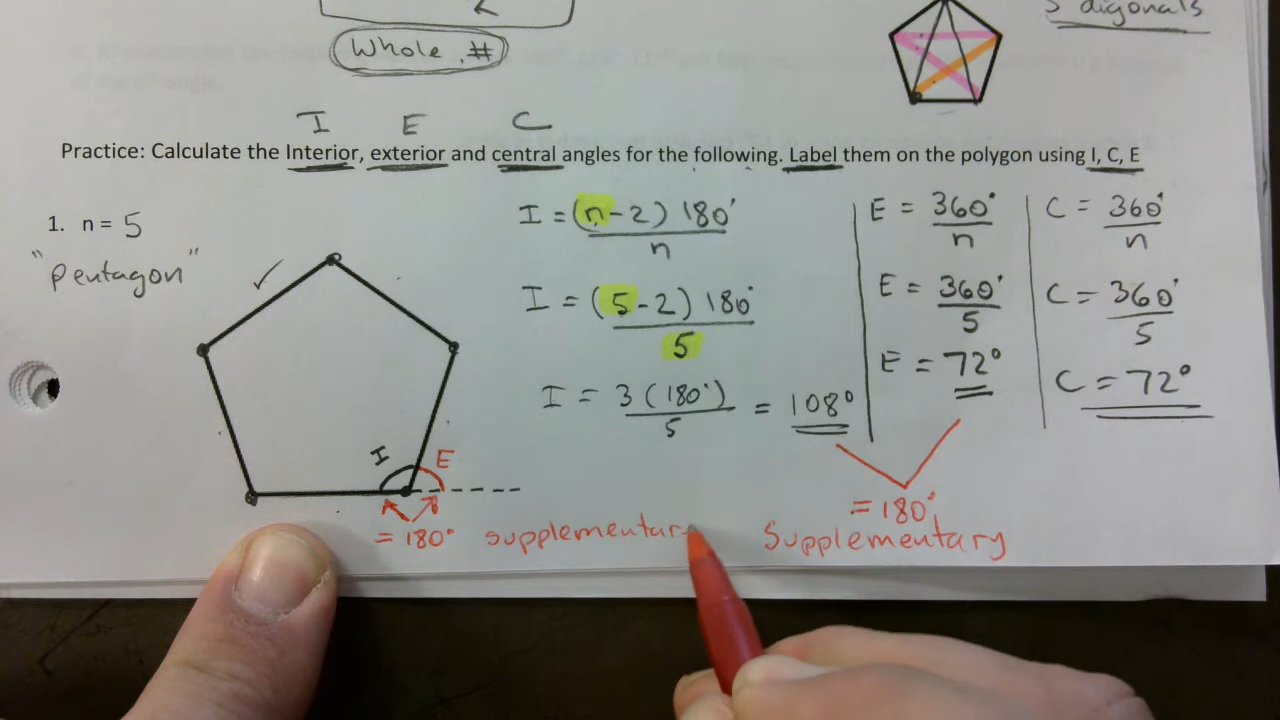 Whole #
5 digonals
I E C
Practice: Calculate the Interior, exterior and central angles for the following. Label them on the polygon using I, C, E
1. n = 5
"pentagon"
I = (n-2) 180°
n
I = (5-2) 180°
5
I = 3 (180°) = 108°
5
E = 360°
n
E = 360°
5
E = 72°
C = 360°
n
C = 360°
5
C = 72°
I E
= 180° supplementary
= 180°
Supplementary